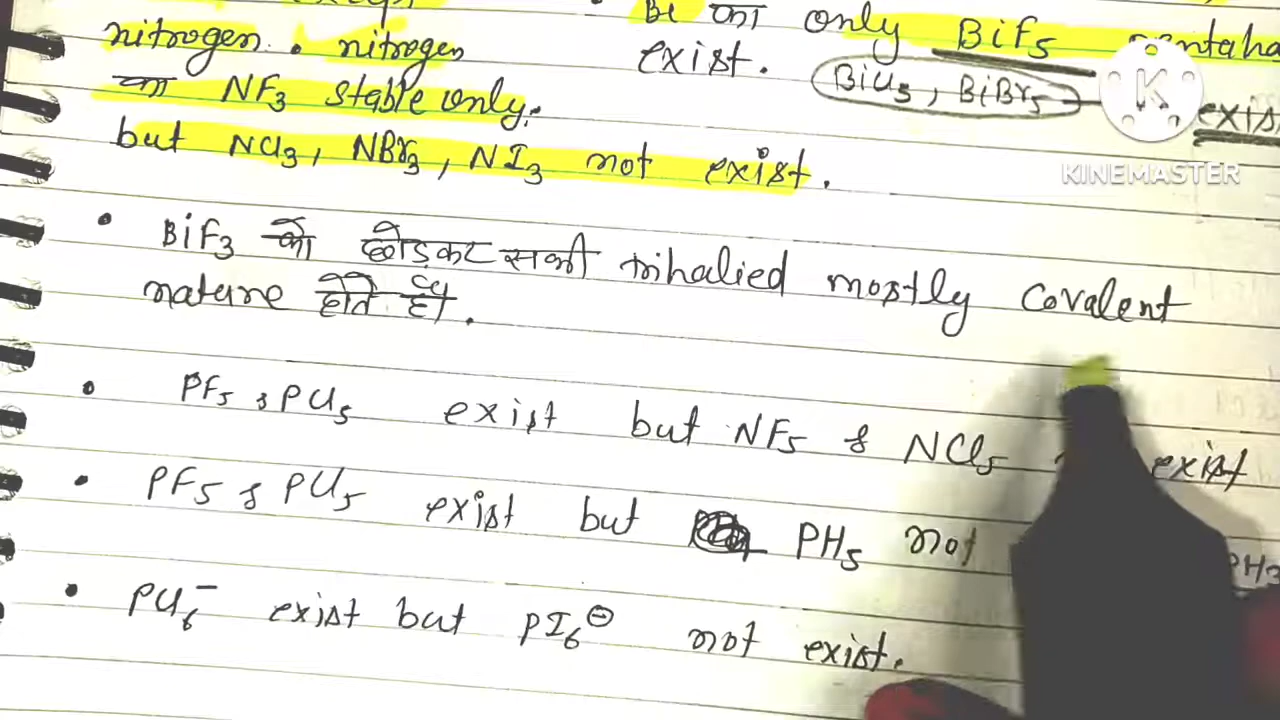 nitrogen. nitrogen
का NF3 stable only.
but NCl3, NBr3, NI3 not exist.
Bi का only BiF5
exist. BiCl5, BiBr5
KINEMASTER
• BiF3 को छोड़कर सभी trihalied mostly covalent
nature होते है.
• PF5 & PCl5 exist but NF5 & NCl5 exist
• PF5 & PCl5 exist but PH5 not
• PCl6⁻ exist but PI6⊖ not exist.